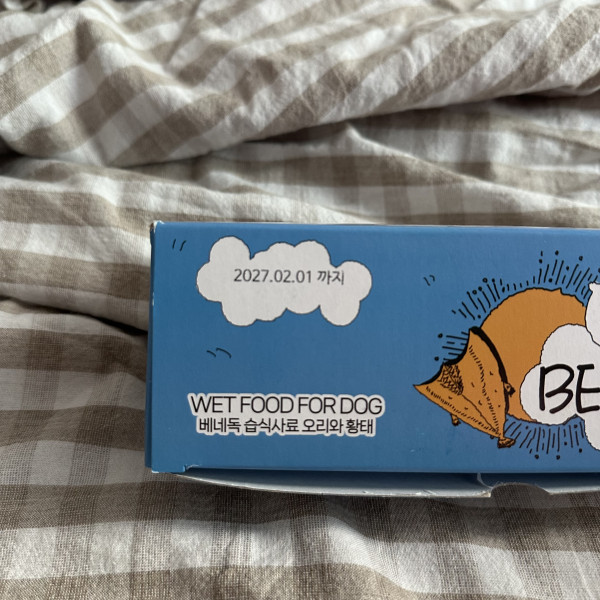 2027.02.01 까지
BE
WET FOOD FOR DOG
베네독 습식사료 오리와 황태